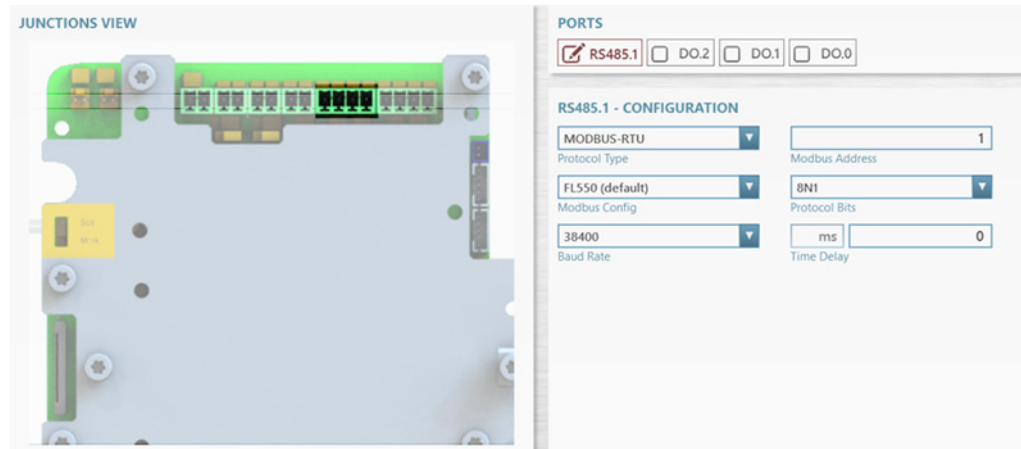 JUNCTIONS VIEW
PORTS
RS485.1 DO.2 DO.1 DO.0
RS485.1 - CONFIGURATION
MODBUS-RTU 1
Protocol Type Modbus Address
FL550 (default) 8N1
Modbus Config Protocol Bits
38400 ms 0
Baud Rate Time Delay